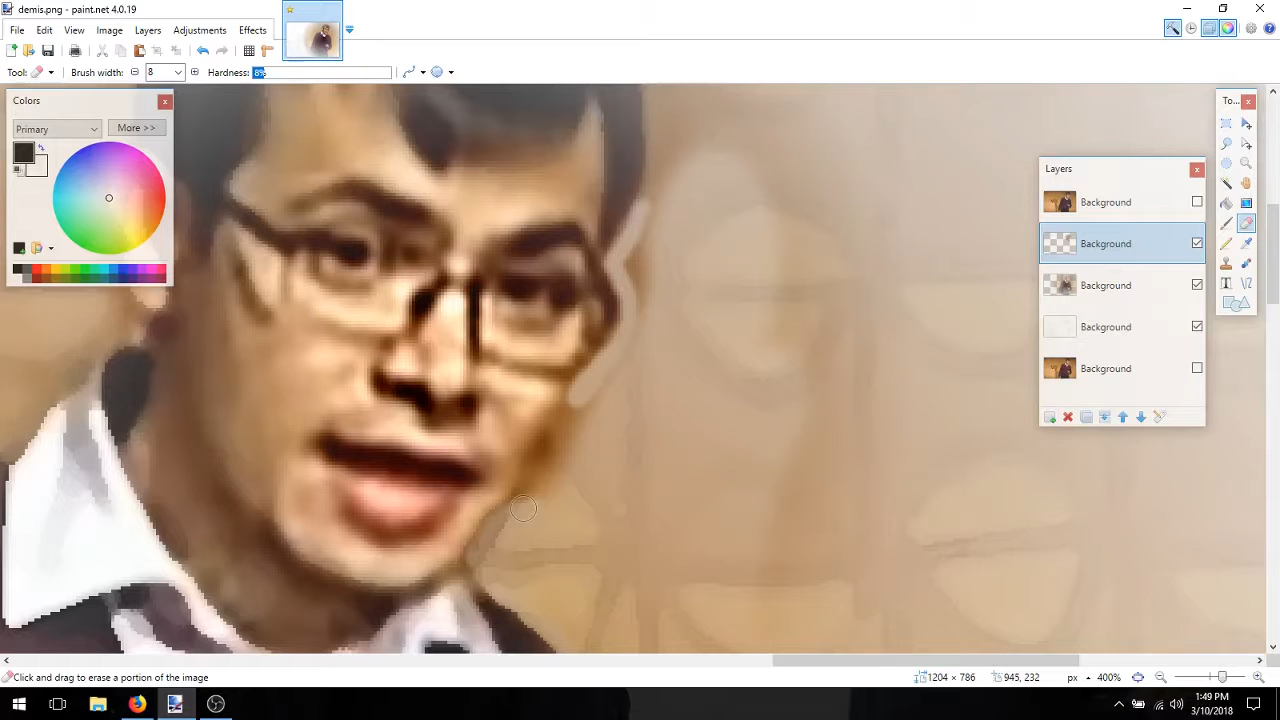 demis.png - paint.net 4.0.19
File Edit View Image Layers Adjustments Effects
Tool: Brush width: 8 Hardness: 8%
Colors
Primary More >>
To...
Layers
Background
Background
Background
Background
Background
Click and drag to erase a portion of the image 1204 × 786 945, 232 px 400%
1:49 PM
3/10/2018